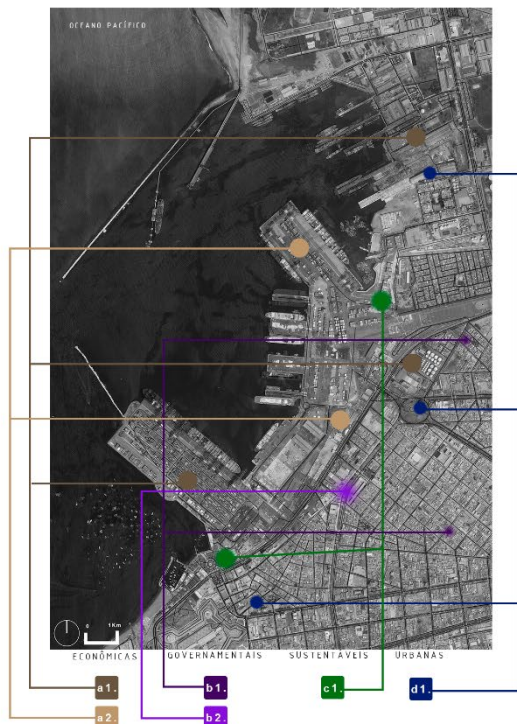 OCEANO PACÍFICO
0 1Km
ECONÔMICAS GOVERNAMENTAIS SUSTENTÁVEIS URBANAS
a1. b1. c1. d1.
a2. b2.